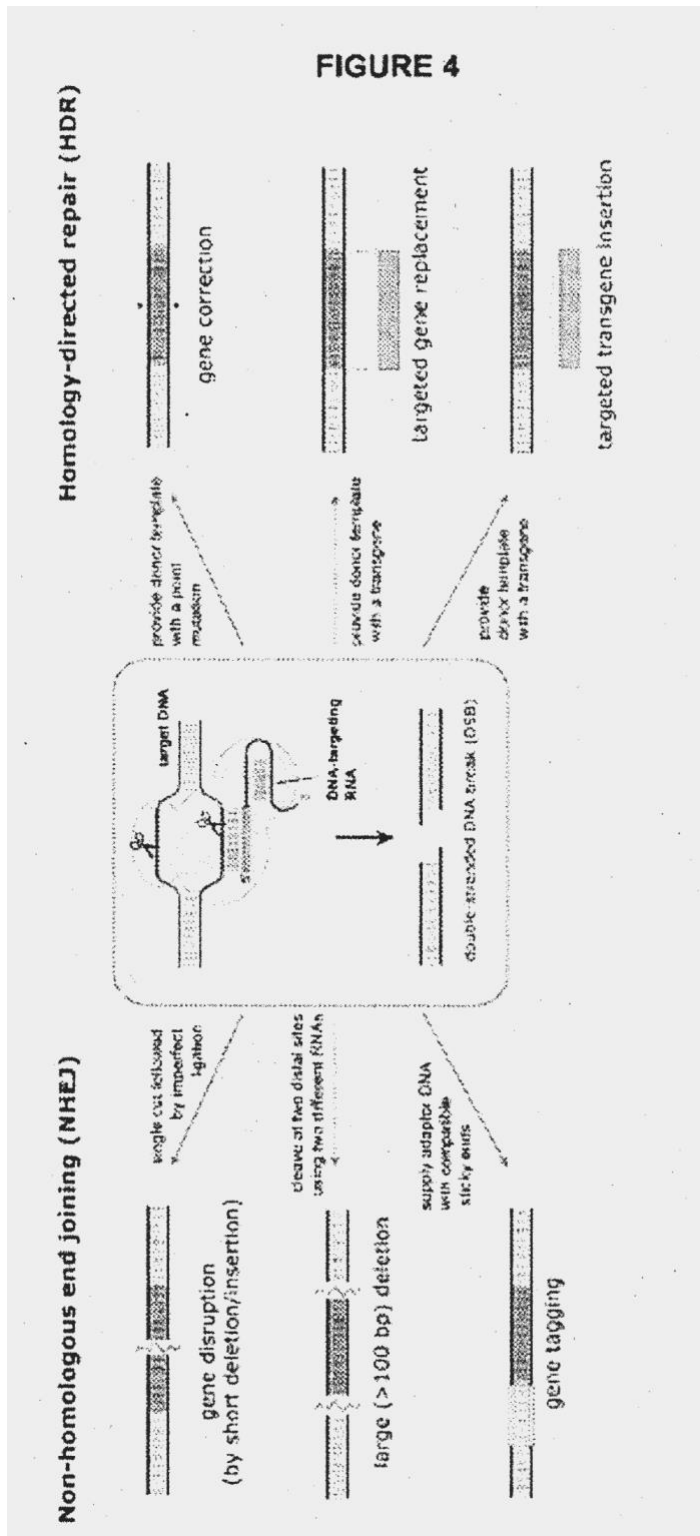 FIGURE 4
Non-homologous end joining (NHEJ)
Homology-directed repair (HDR)
gene disruption
(by short deletion/insertion)
single cut followed
by imperfect
ligation
target DNA
provide donor template
with a point
mutation
gene correction
5'
DNA-targeting
RNA
large (>100 bp) deletion
cleave at two distal sites
using two different RNAs
provide donor template
with a transgene
targeted gene replacement
double-stranded DNA break (DSB)
gene tagging
supply adaptor DNA
with compatible
sticky ends
provide
donor template
with a transgene
targeted transgene insertion